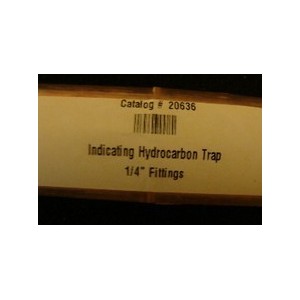 Catalog # 20636
Indicating Hydrocarbon Trap
1/4" Fittings